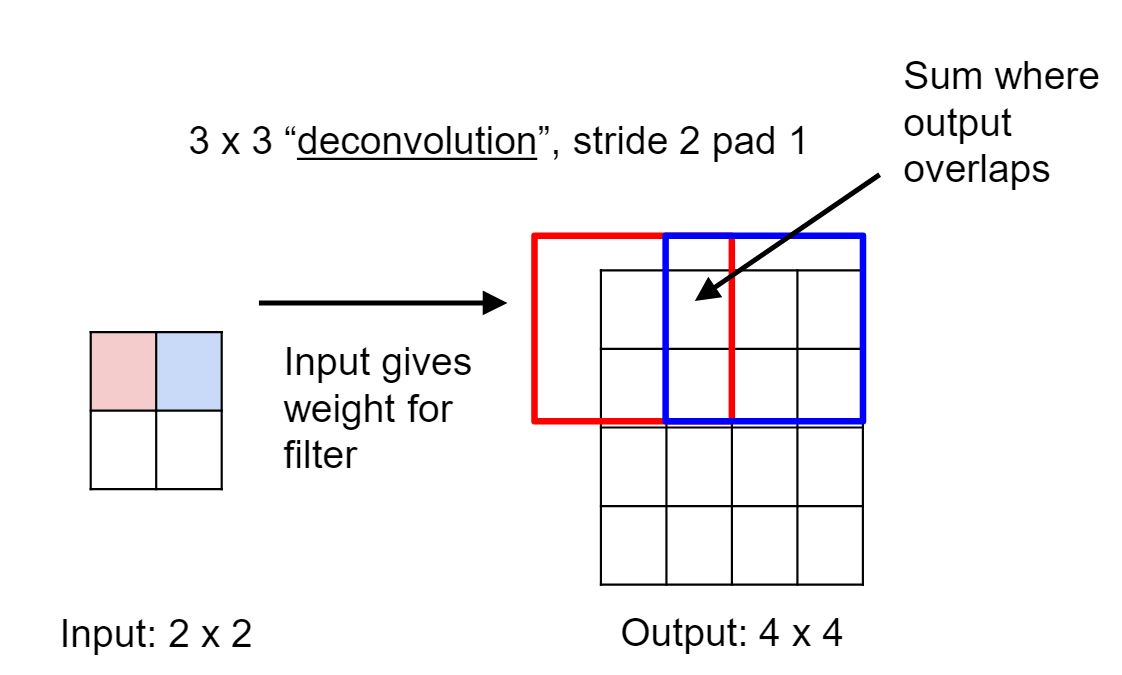 Sum where
output
overlaps
3 x 3 “deconvolution”, stride 2 pad 1
Input gives
weight for
filter
Input: 2 x 2
Output: 4 x 4